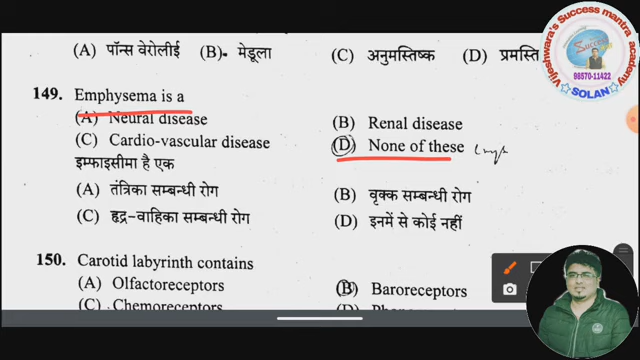 (A) पॉन्स वेरोलीई (B) मेडूला (C) अनुमस्तिष्क (D) प्रमस्ति
149. Emphysema is a
(A) Neural disease (B) Renal disease
(C) Cardio-vascular disease (D) None of these
इम्फाइसीमा है एक
(A) तंत्रिका सम्बन्धी रोग (B) वृक्क सम्बन्धी रोग
(C) हृद्र-वाहिका सम्बन्धी रोग (D) इनमें से कोई नहीं
150. Carotid labyrinth contains
(A) Olfactoreceptors (B) Baroreceptors
(C) Chemoreceptors
Vijeshwara's Success mantra academy
Success
98570-11422
SOLAN